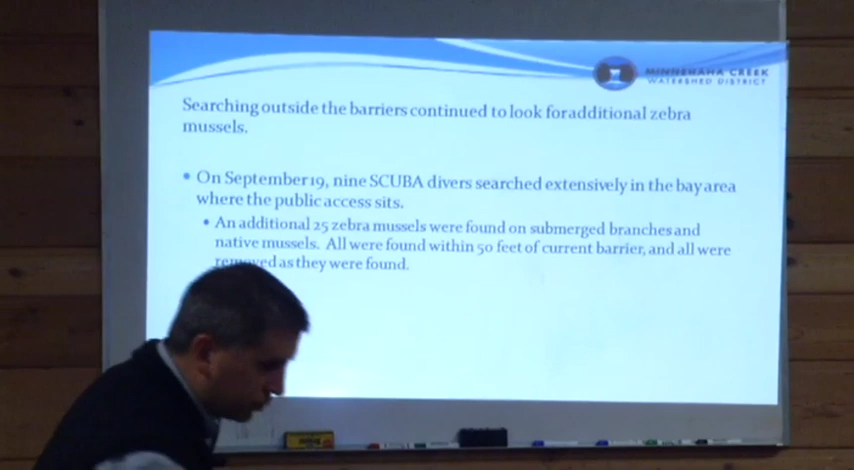 MINNEHAHA CREEK
WATERSHED DISTRICT
Searching outside the barriers continued to look for additional zebra
mussels.
• On September 19, nine SCUBA divers searched extensively in the bay area
where the public access sits.
• An additional 25 zebra mussels were found on submerged branches and
native mussels. All were found within 50 feet of current barrier, and all were
removed as they were found.